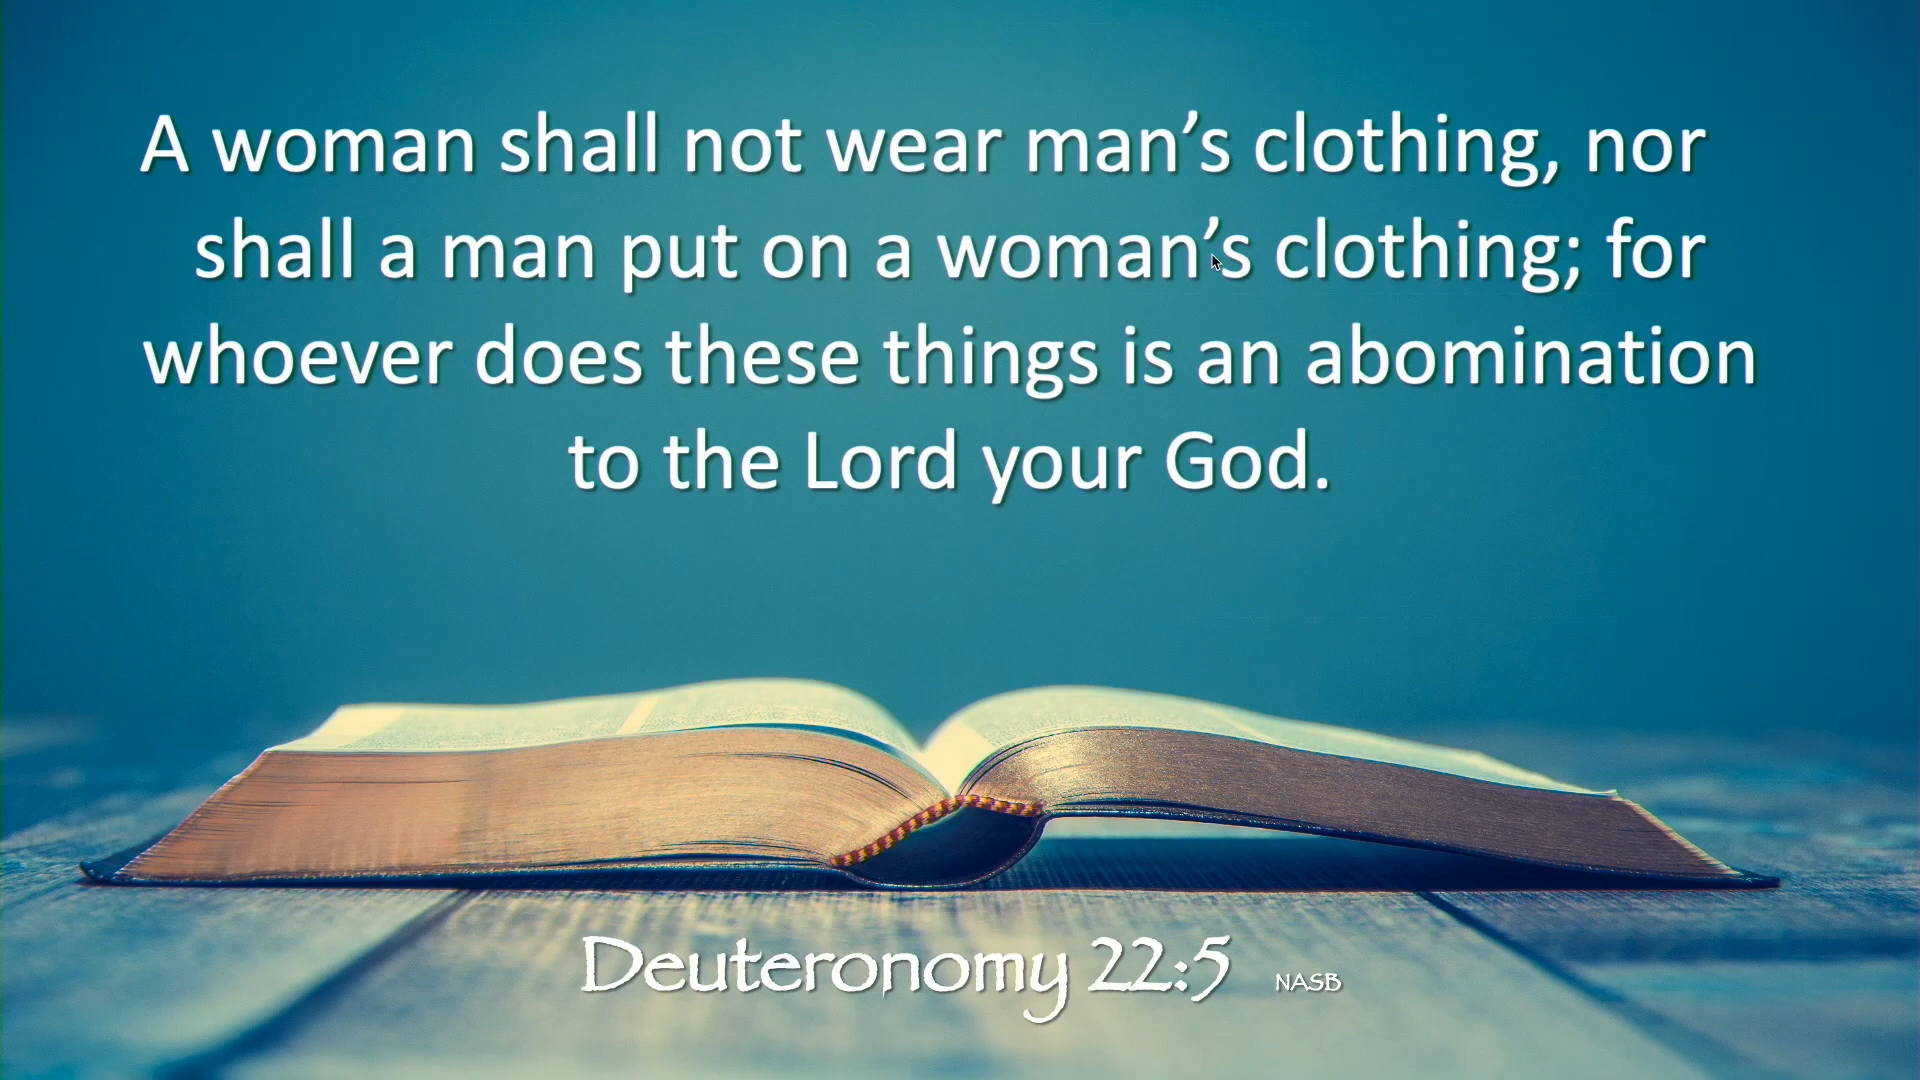 A woman shall not wear man’s clothing, nor
shall a man put on a woman’s clothing; for
whoever does these things is an abomination
to the Lord your God.
Deuteronomy 22:5 NASB